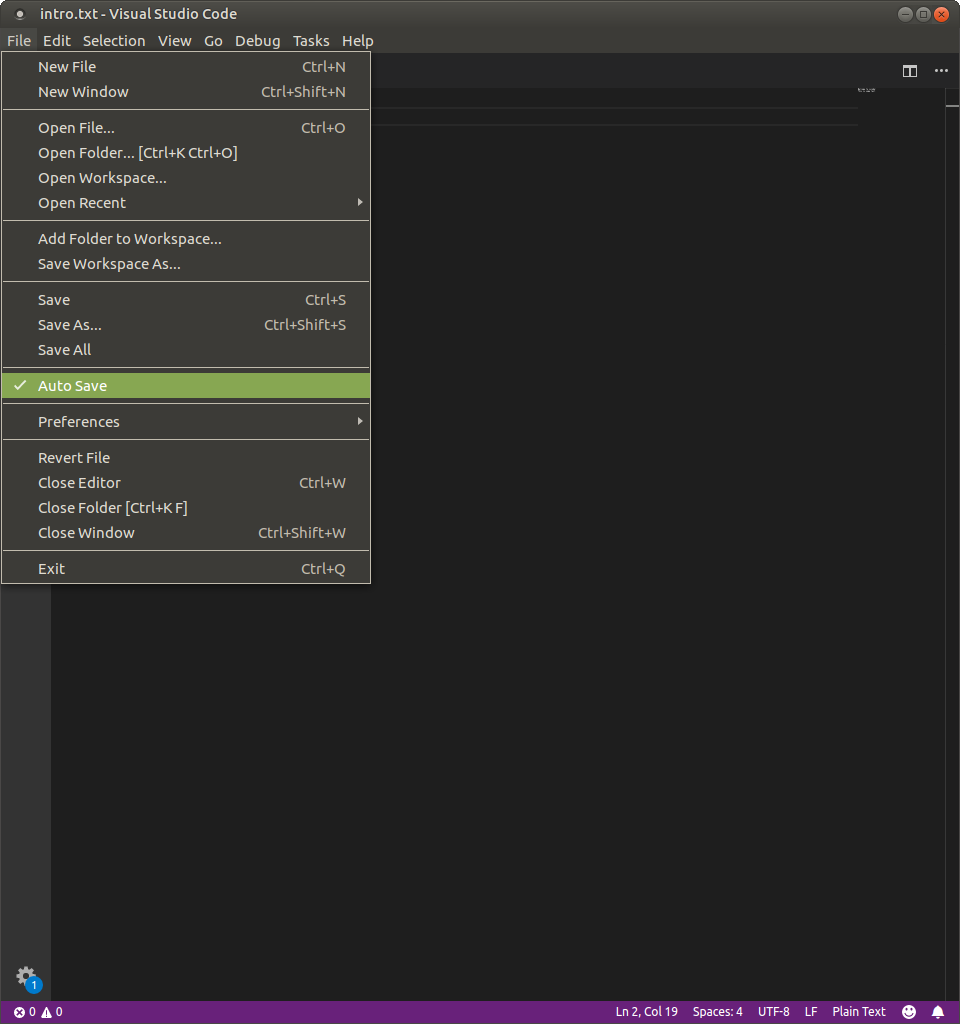 intro.txt - Visual Studio Code
File Edit Selection View Go Debug Tasks Help
New File Ctrl+N
New Window Ctrl+Shift+N
Open File... Ctrl+O
Open Folder... [Ctrl+K Ctrl+O]
Open Workspace...
Open Recent
Add Folder to Workspace...
Save Workspace As...
Save Ctrl+S
Save As... Ctrl+Shift+S
Save All
Auto Save
Preferences
Revert File
Close Editor Ctrl+W
Close Folder [Ctrl+K F]
Close Window Ctrl+Shift+W
Exit Ctrl+Q
1
0 0 Ln 2, Col 19 Spaces: 4 UTF-8 LF Plain Text